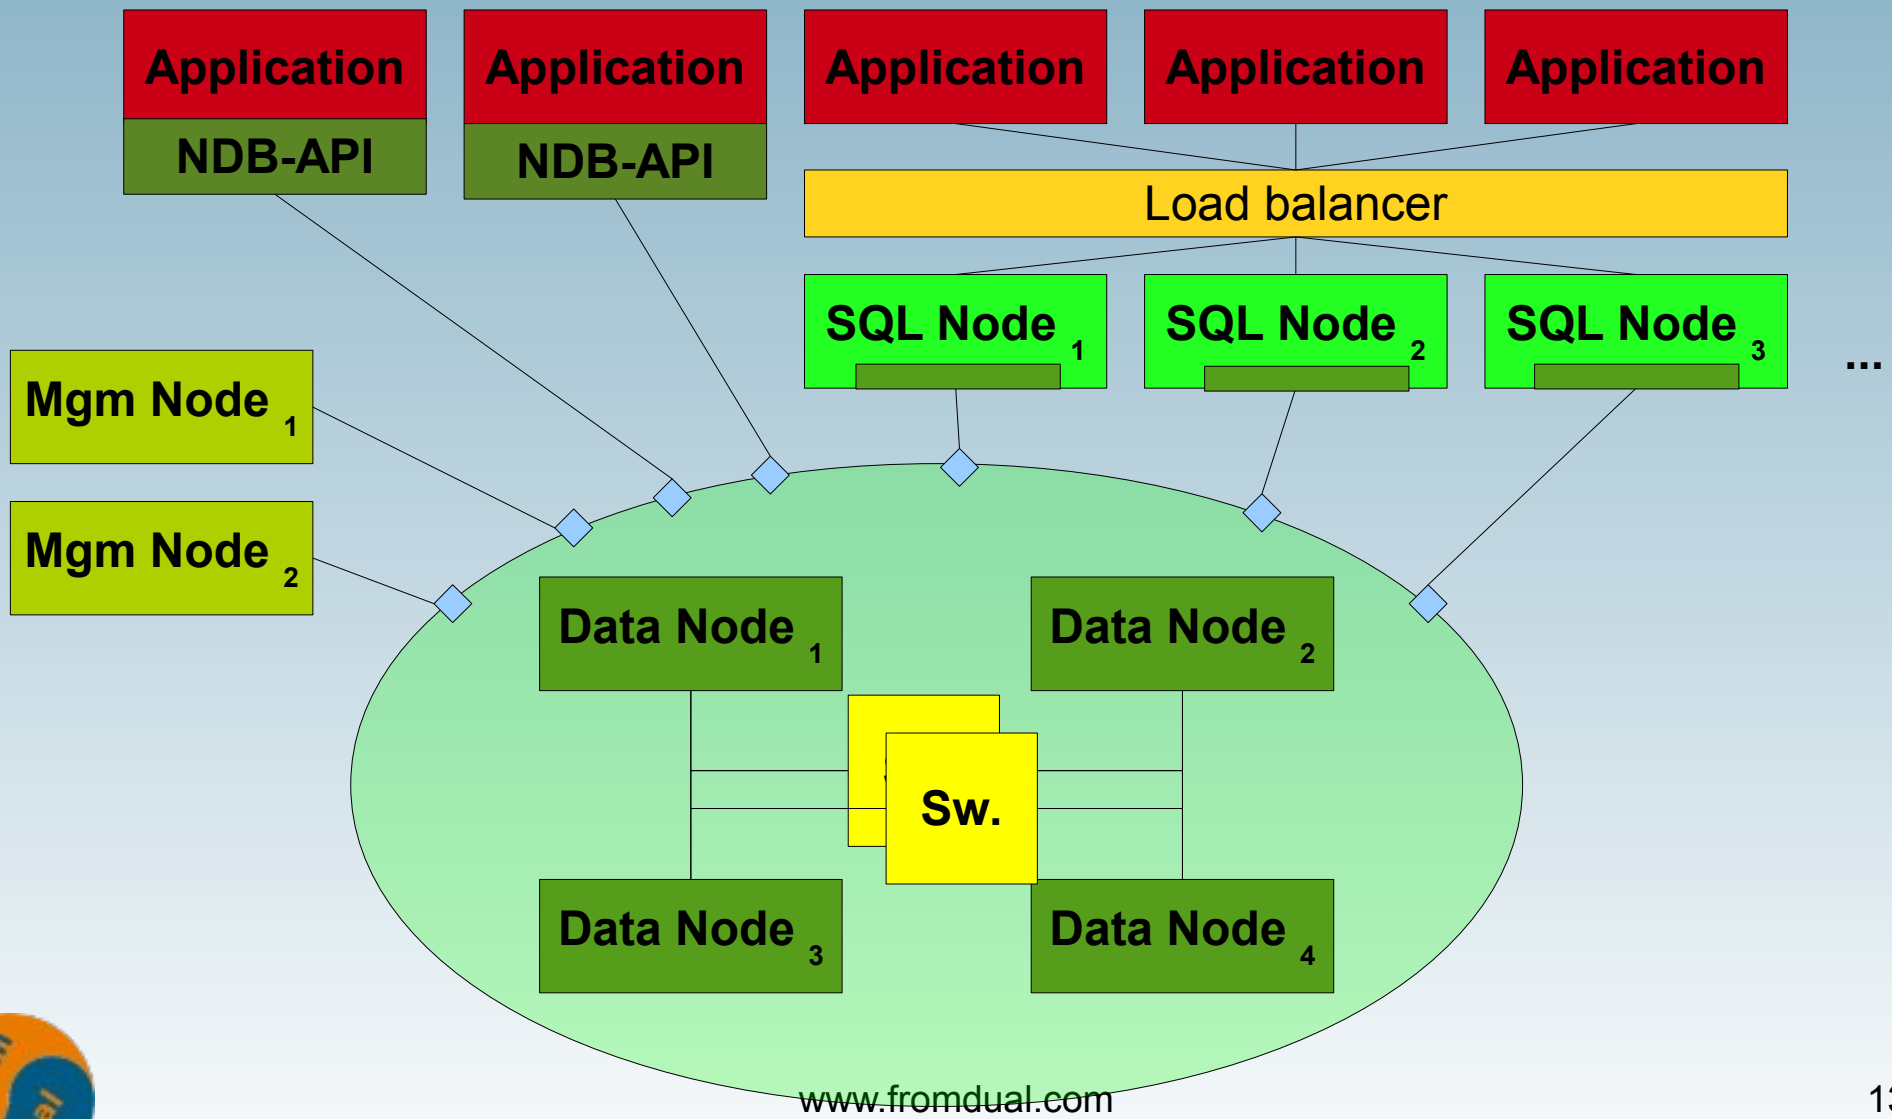 Application
Application
Application
Application
Application
NDB-API
NDB-API
Load balancer
SQL Node 1
SQL Node 2
SQL Node 3
...
Mgm Node 1
Mgm Node 2
Data Node 1
Data Node 2
Sw.
Data Node 3
Data Node 4
www.fromdual.com